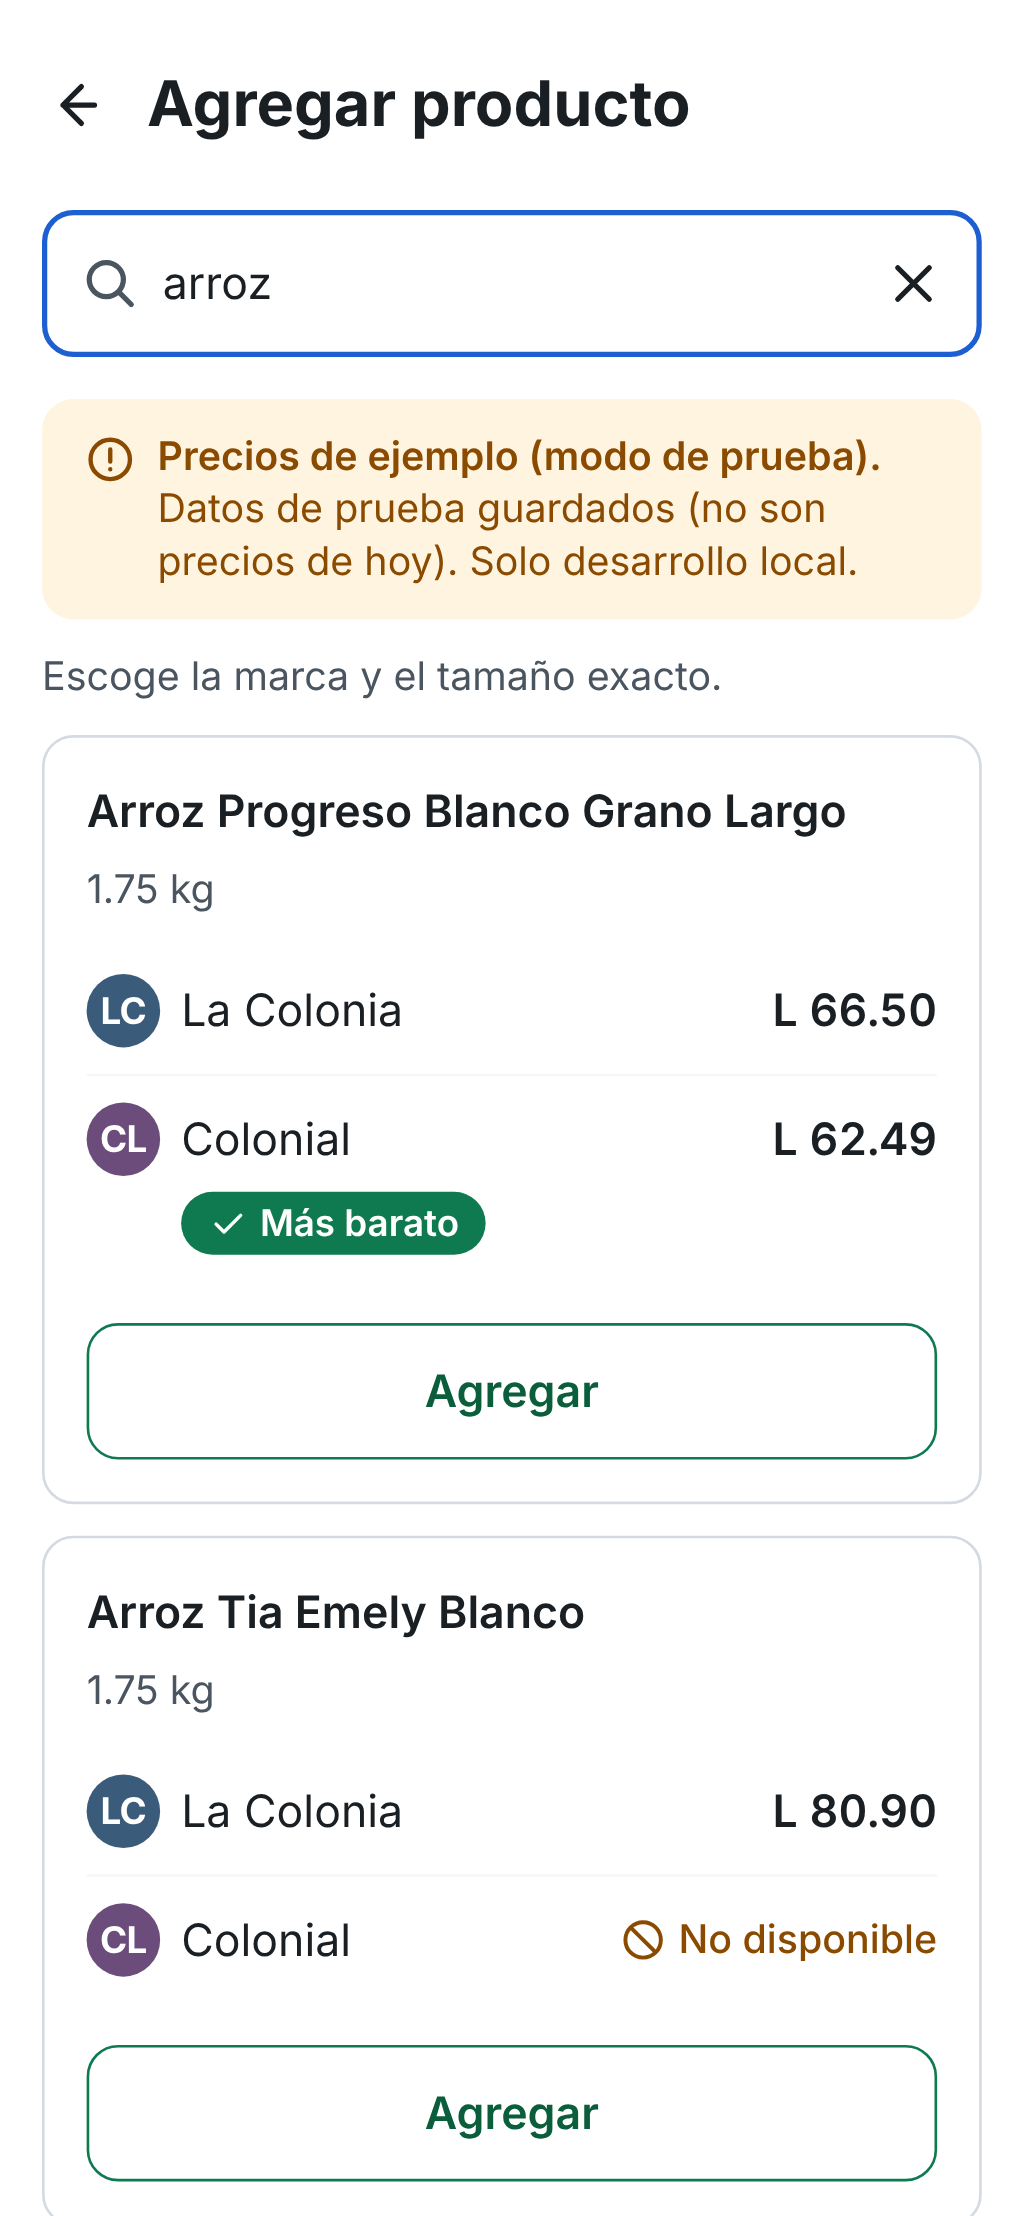 Agregar producto
arroz
Precios de ejemplo (modo de prueba).
Datos de prueba guardados (no son
precios de hoy). Solo desarrollo local.
Escoge la marca y el tamaño exacto.
Arroz Progreso Blanco Grano Largo
1.75 kg
LC La Colonia L 66.50
CL Colonial L 62.49
Más barato
Agregar
Arroz Tia Emely Blanco
1.75 kg
LC La Colonia L 80.90
CL Colonial No disponible
Agregar